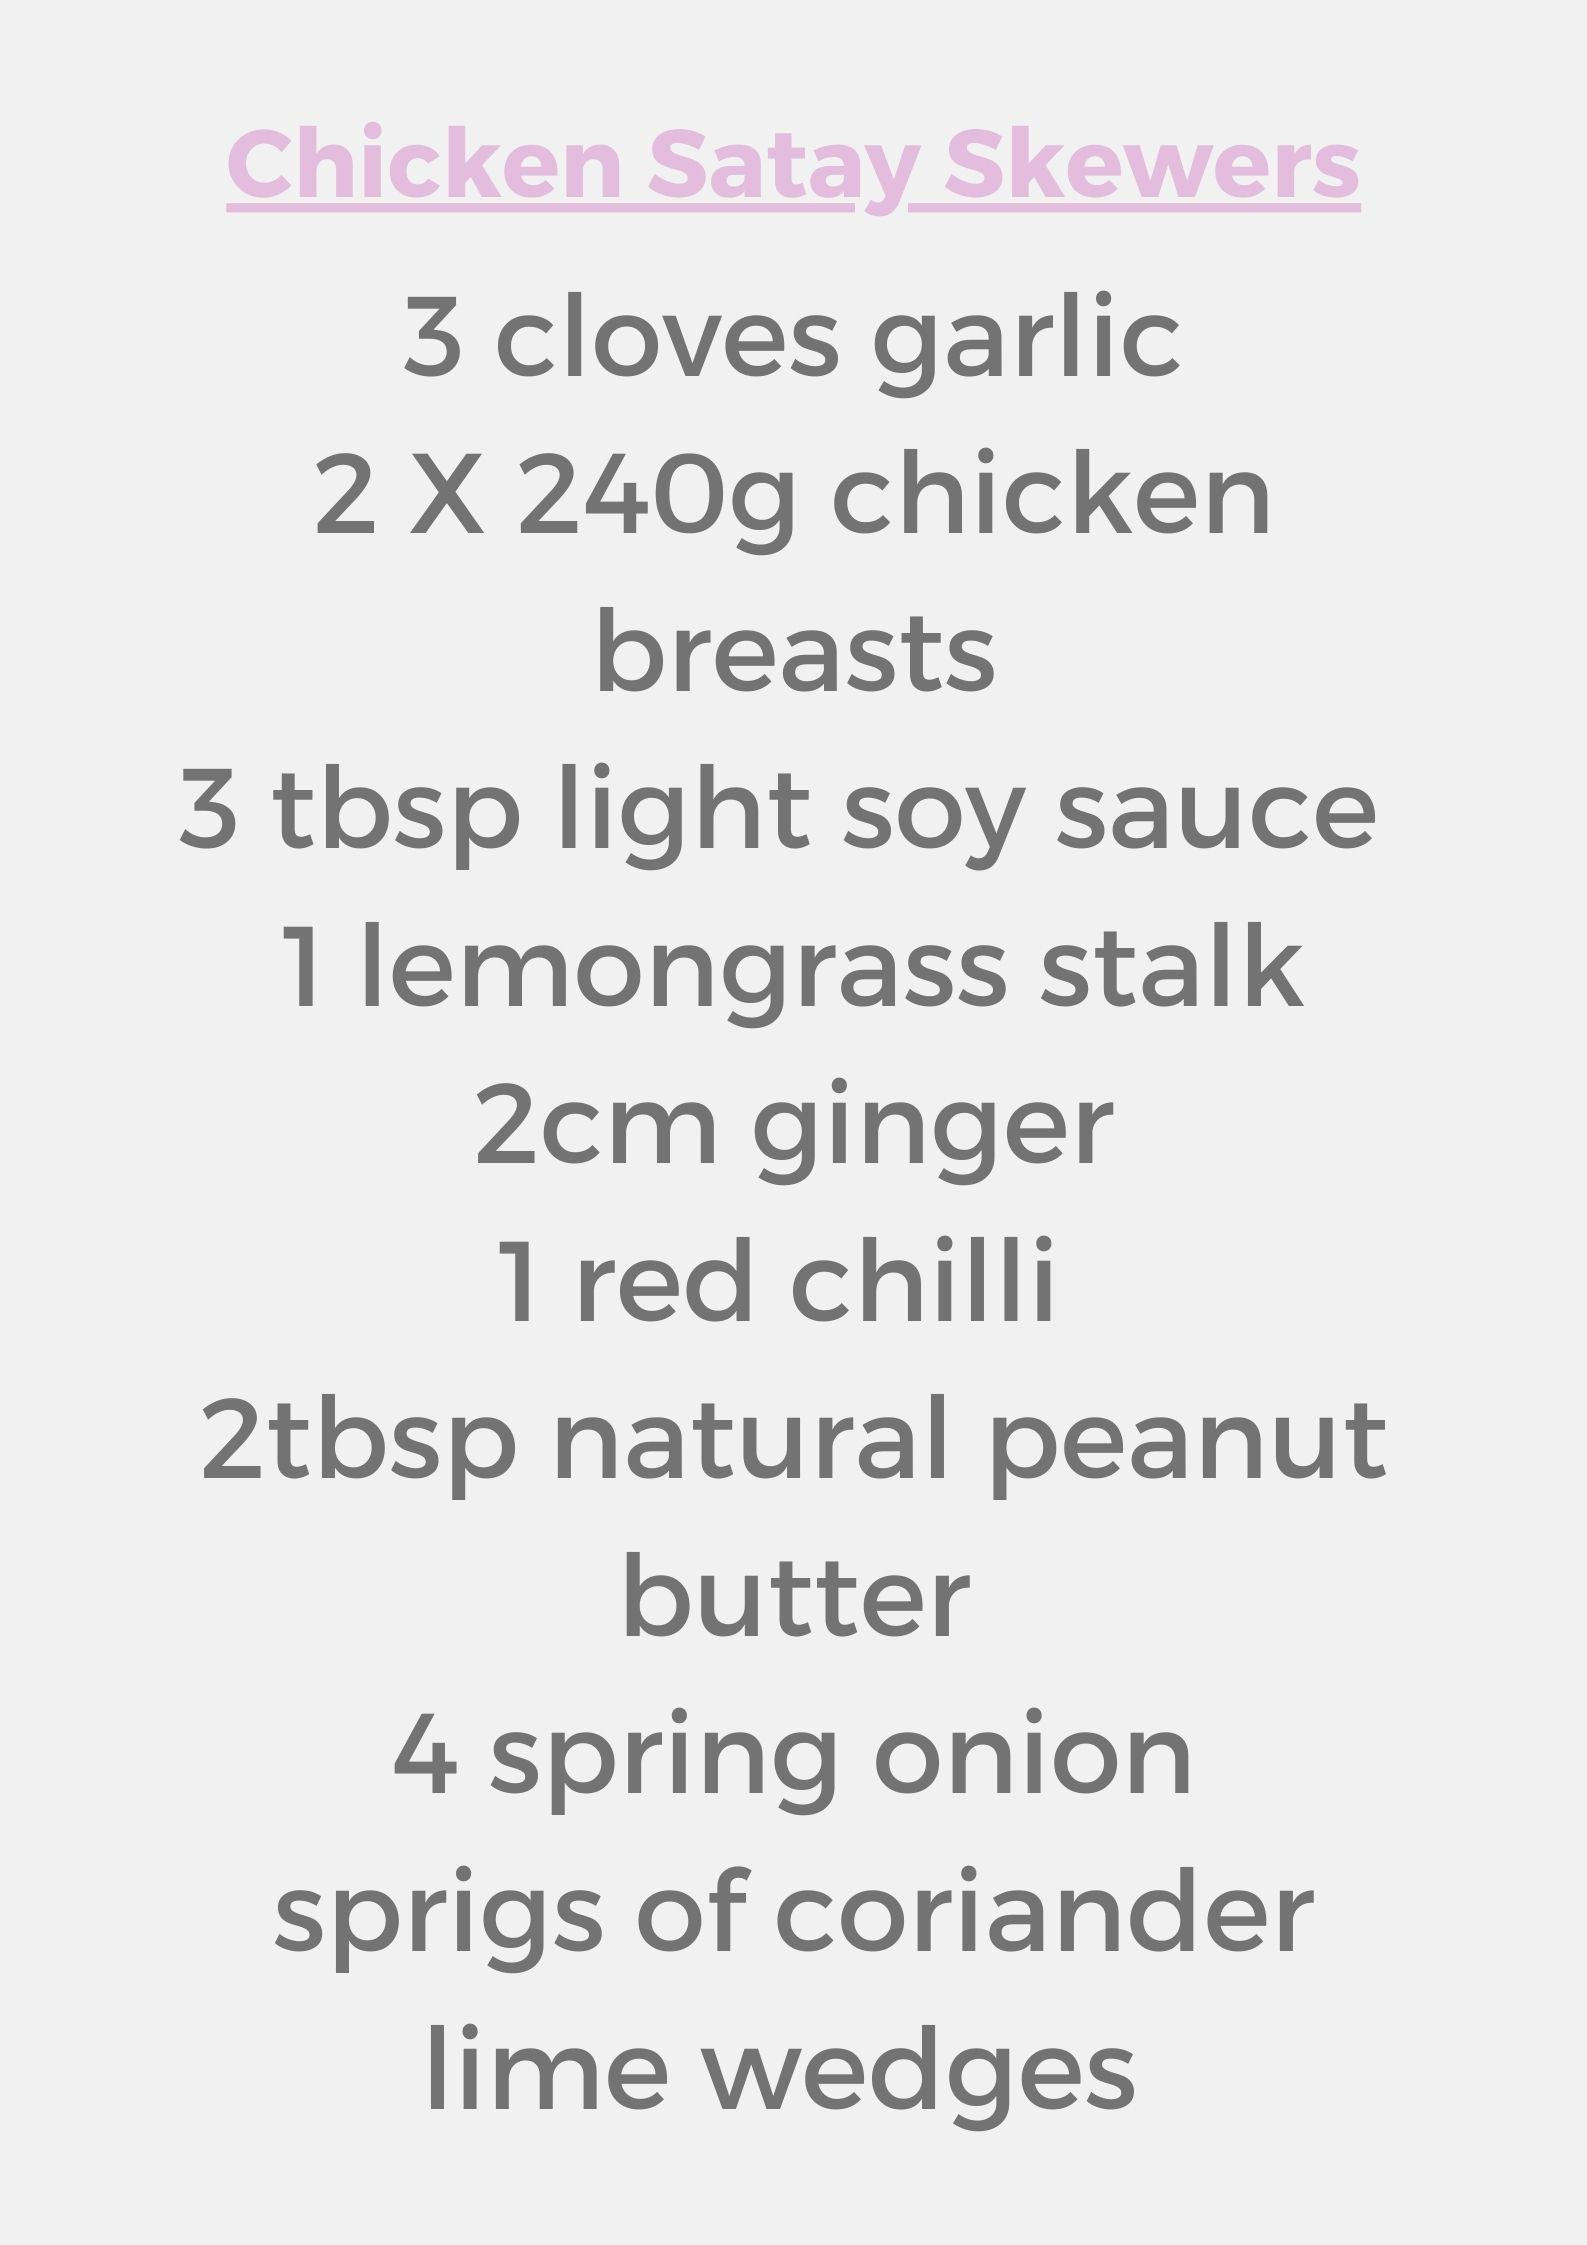 Chicken Satay Skewers
3 cloves garlic
2 X 240g chicken
breasts
3 tbsp light soy sauce
1 lemongrass stalk
2cm ginger
1 red chilli
2tbsp natural peanut
butter
4 spring onion
sprigs of coriander
lime wedges